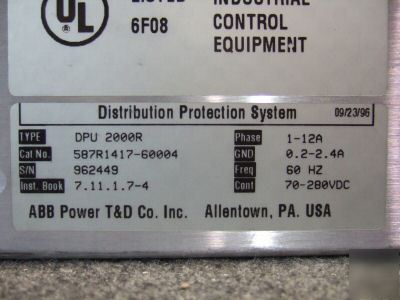 UL LISTED INDUSTRIAL
6F08 CONTROL
EQUIPMENT
Distribution Protection System 09/23/96
TYPE DPU 2000R Phase 1-12A
Cat No. 587R1417-60004 GND 0.2-2.4A
S/N 962449 Freq 60 HZ
Inst. Book 7.11.1.7-4 Cont 70-280VDC
ABB Power T&D Co. Inc. Allentown, PA. USA